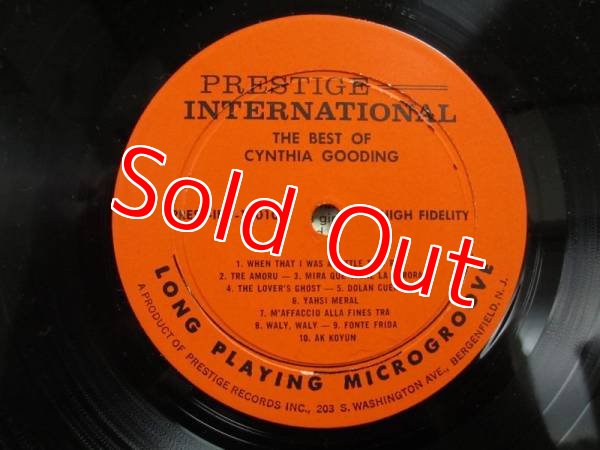 PRESTIGE
INTERNATIONAL
THE BEST OF
CYNTHIA GOODING
HIGH FIDELITY
1. WHEN THAT I WAS A
2. TRE AMORU — 3. MIRA
4. THE LOVER'S GHOST — 5. DOLAN
8. YAHSI MERAL
7. M'AFFACCIO ALLA FINES TRA
8. WALY, WALY — 9. FONTE FRIDA
10. AK KOYUN
LONG PLAYING MICROGROOVE
A PRODUCT OF PRESTIGE RECORDS INC., 203 S. WASHINGTON AVE., BERGENFIELD, N. J.
Sold Out